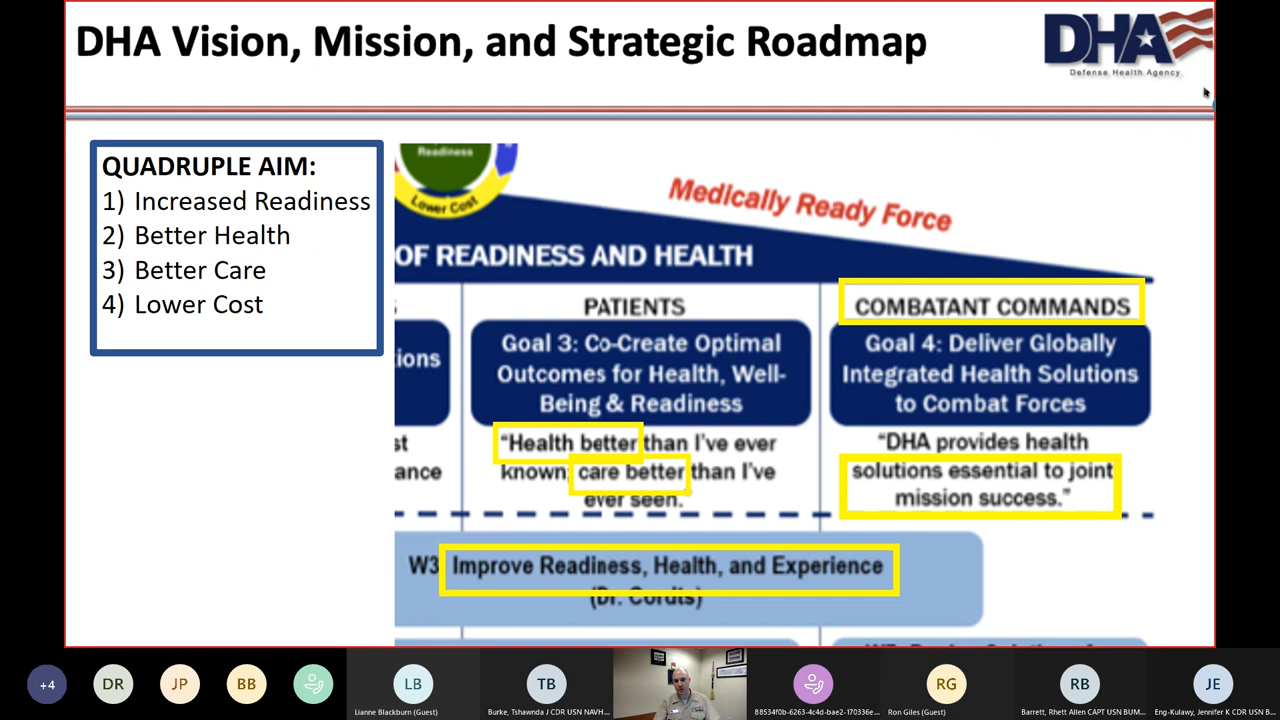 DHA Vision, Mission, and Strategic Roadmap
DHA
Defense Health Agency
QUADRUPLE AIM:
1) Increased Readiness
2) Better Health
3) Better Care
4) Lower Cost
Readiness
Lower Cost
Medically Ready Force
OF READINESS AND HEALTH
PATIENTS
COMBATANT COMMANDS
Goal 3: Co-Create Optimal
Outcomes for Health, Well-
Being & Readiness
Goal 4: Deliver Globally
Integrated Health Solutions
to Combat Forces
"Health better than I've ever
known; care better than I've
ever seen."
"DHA provides health
solutions essential to joint
mission success."
W3 Improve Readiness, Health, and Experience
(Dr. Cordts)
+4
DR
JP
BB
LB
Lianne Blackburn (Guest)
TB
Burke, Tshawnda J CDR USN NAVH...
88534f0b-6263-4c4d-bae2-170336e...
RG
Ron Giles (Guest)
RB
Barrett, Rhett Allen CAPT USN BUM...
JE
Eng-Kulawy, Jennifer K CDR USN B...